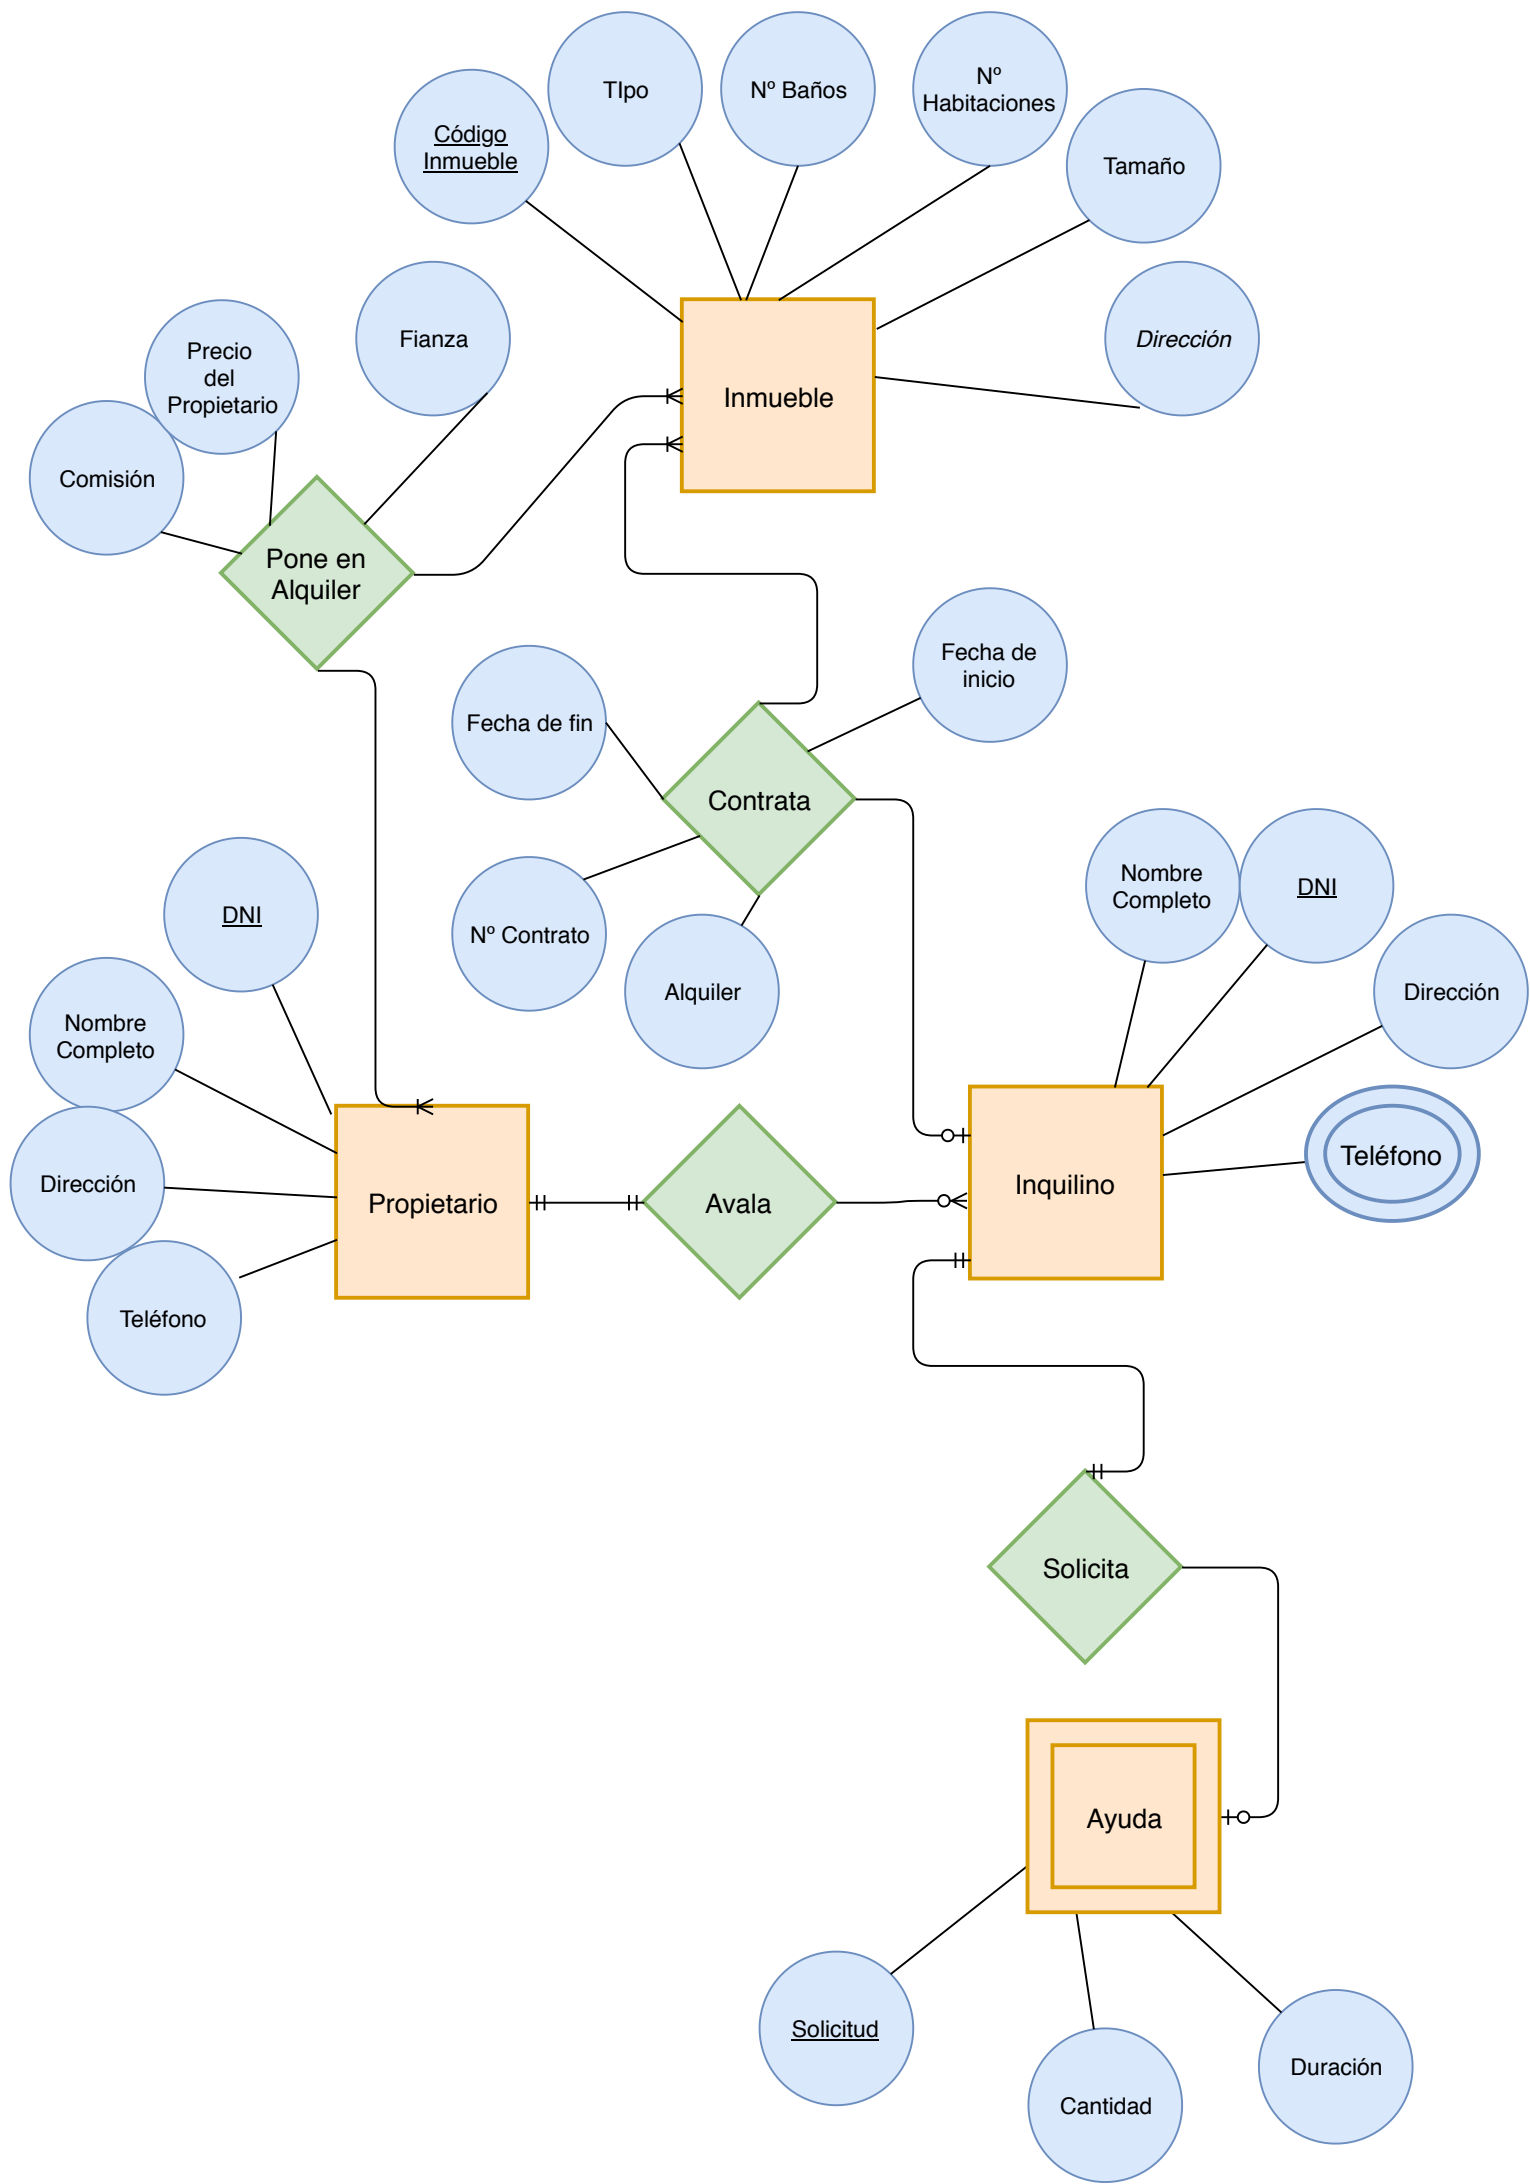 TIpo
Nº Baños
Nº
Habitaciones
Código
Inmueble
Tamaño
Fianza
Dirección
Precio
del
Propietario
Inmueble
Comisión
Pone en
Alquiler
Fecha de
inicio
Fecha de fin
Contrata
Nombre
Completo
DNI
DNI
Nº Contrato
Alquiler
Dirección
Nombre
Completo
Teléfono
Dirección
Propietario
Avala
Inquilino
Teléfono
Solicita
Ayuda
Solicitud
Cantidad
Duración